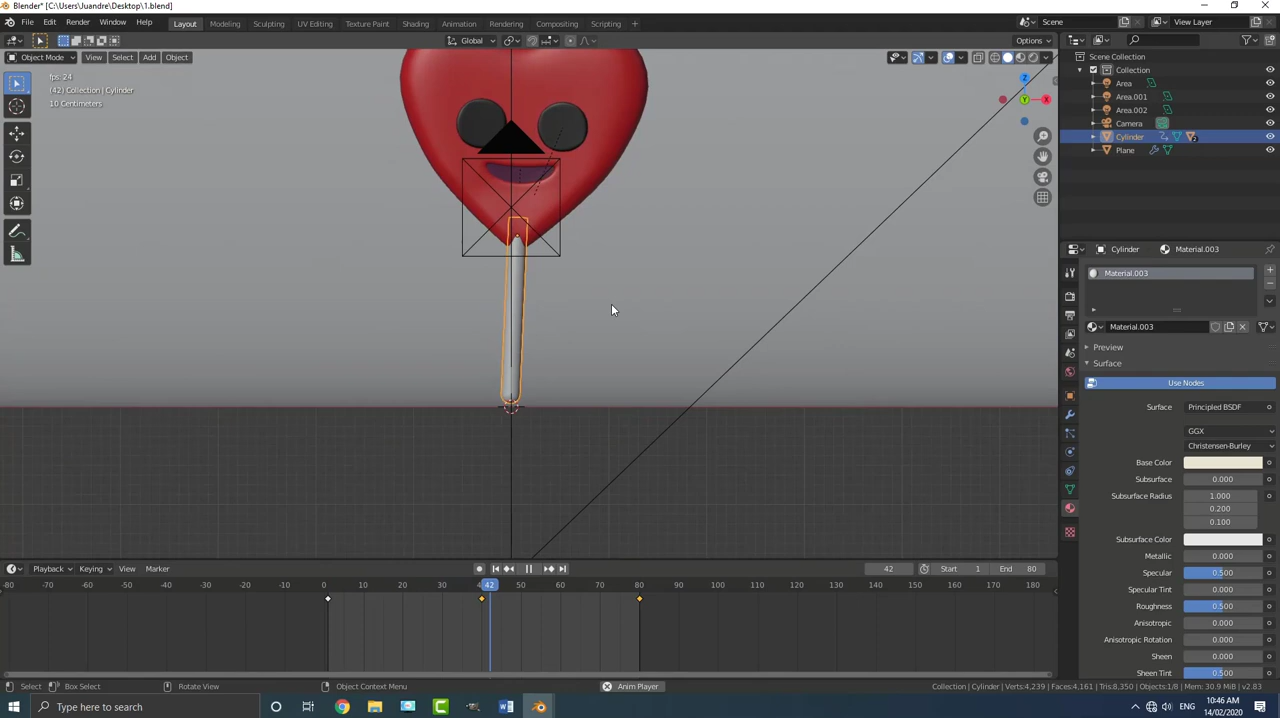 Blender* [C:\Users\Juandre\Desktop\1.blend]
File Edit Render Window Help Layout Modeling Sculpting UV Editing Texture Paint Shading Animation Rendering Compositing Scripting Scene View Layer
Global Options
Object Mode View Select Add Object
fps: 24
(42) Collection | Cylinder
10 Centimeters
Z
Y
X
Scene Collection
Collection
Area
Area.001
Area.002
Camera
Cylinder
Plane
Cylinder Material.003
Material.003
Material.003
Preview
Surface
Use Nodes
Surface Principled BSDF
GGX
Christensen-Burley
Base Color
Subsurface 0.000
Subsurface Radius 1.000
0.200
0.100
Subsurface Color
Metallic 0.000
Specular 0.500
Specular Tint 0.000
Roughness 0.500
Anisotropic 0.000
Anisotropic Rotation 0.000
Sheen 0.000
Sheen Tint 0.500
Playback Keying View Marker 42 Start 1 End 80
-80 -70 -60 -50 -40 -30 -20 -10 0 10 20 30 42 50 60 70 80 90 100 110 120 130 140 150 160 170 180
Select Box Select Rotate View Object Context Menu Anim Player Collection | Cylinder | Verts:4,239 | Faces:4,161 | Tris:8,350 | Objects:1/8 | Mem: 30.9 MiB | v2.83
Type here to search ENG 10:46 AM
14/02/2020